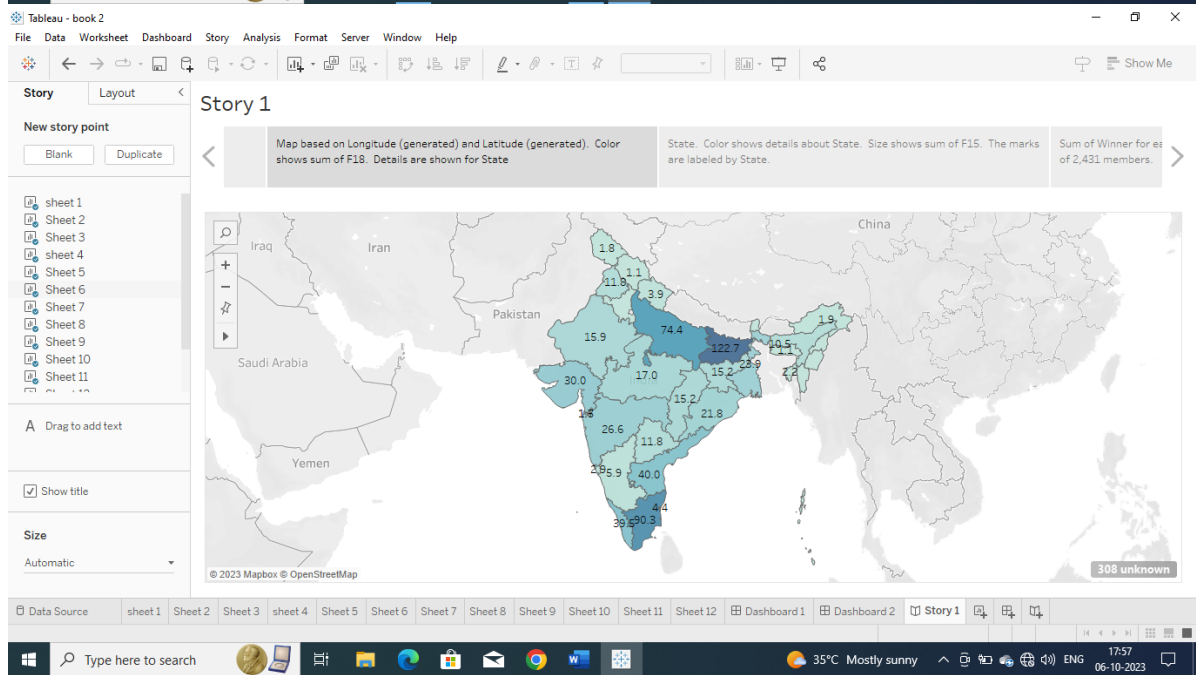 Tableau - book 2
File Data Worksheet Dashboard Story Analysis Format Server Window Help
Show Me
Story Layout
New story point
Blank Duplicate
sheet 1
Sheet 2
Sheet 3
sheet 4
Sheet 5
Sheet 6
Sheet 7
Sheet 8
Sheet 9
Sheet 10
Sheet 11
A Drag to add text
Show title
Size
Automatic
Story 1
Map based on Longitude (generated) and Latitude (generated). Color
shows sum of F18. Details are shown for State
State. Color shows details about State. Size shows sum of F15. The marks
are labeled by State.
Sum of Winner for ea
of 2,431 members.
China
Iraq
Iran
Pakistan
Saudi Arabia
Yemen
1.8
1.1
11.8
3.9
74.4
1.9
15.9
122.7
10.5
1.1
23.9
15.2
2.2
17.0
30.0
15.2
21.8
26.6
11.8
5.9
40.0
4.4
90.3
© 2023 Mapbox © OpenStreetMap
308 unknown
Data Source sheet 1 Sheet 2 Sheet 3 sheet 4 Sheet 5 Sheet 6 Sheet 7 Sheet 8 Sheet 9 Sheet 10 Sheet 11 Sheet 12 Dashboard 1 Dashboard 2 Story 1
Type here to search
35°C Mostly sunny
ENG
17:57
06-10-2023